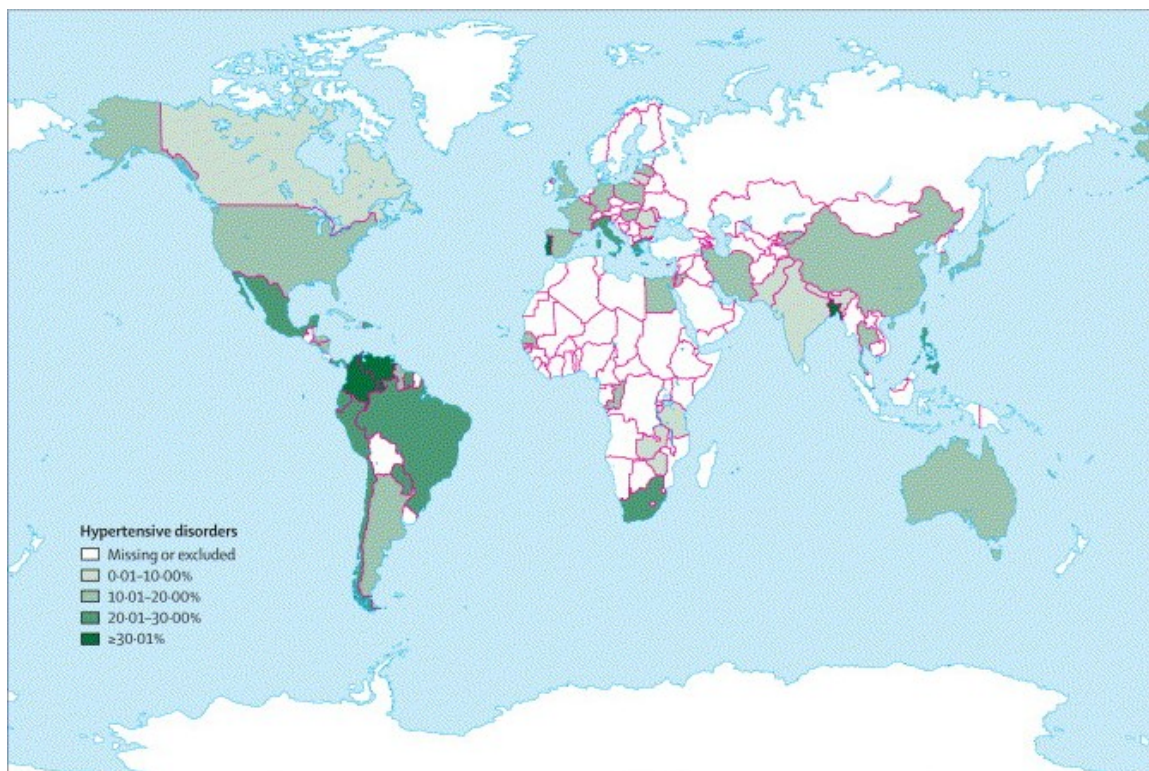 Hypertensive disorders
Missing or excluded
0·01–10·00%
10·01–20·00%
20·01–30·00%
≥30·01%